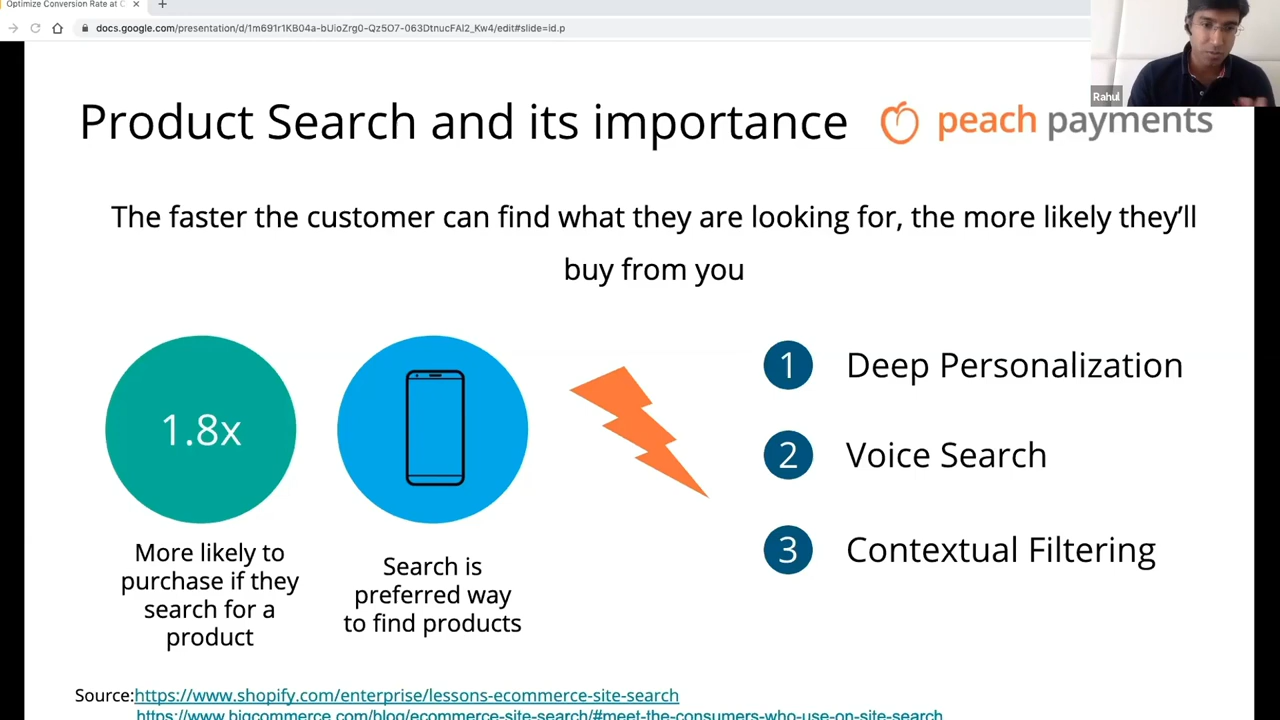 Optimize Conversion Rate at C
docs.google.com/presentation/d/1m691r1KB04a-bUioZrg0-Qz5O7-063DtnucFAI2_Kw4/edit#slide=id.p
Rahul
Product Search and its importance
peach payments
The faster the customer can find what they are looking for, the more likely they’ll
buy from you
1.8x
More likely to
purchase if they
search for a
product
Search is
preferred way
to find products
1 Deep Personalization
2 Voice Search
3 Contextual Filtering
Source:https://www.shopify.com/enterprise/lessons-ecommerce-site-search
https://www.bigcommerce.com/blog/ecommerce-site-search/#meet-the-consumers-who-use-on-site-search